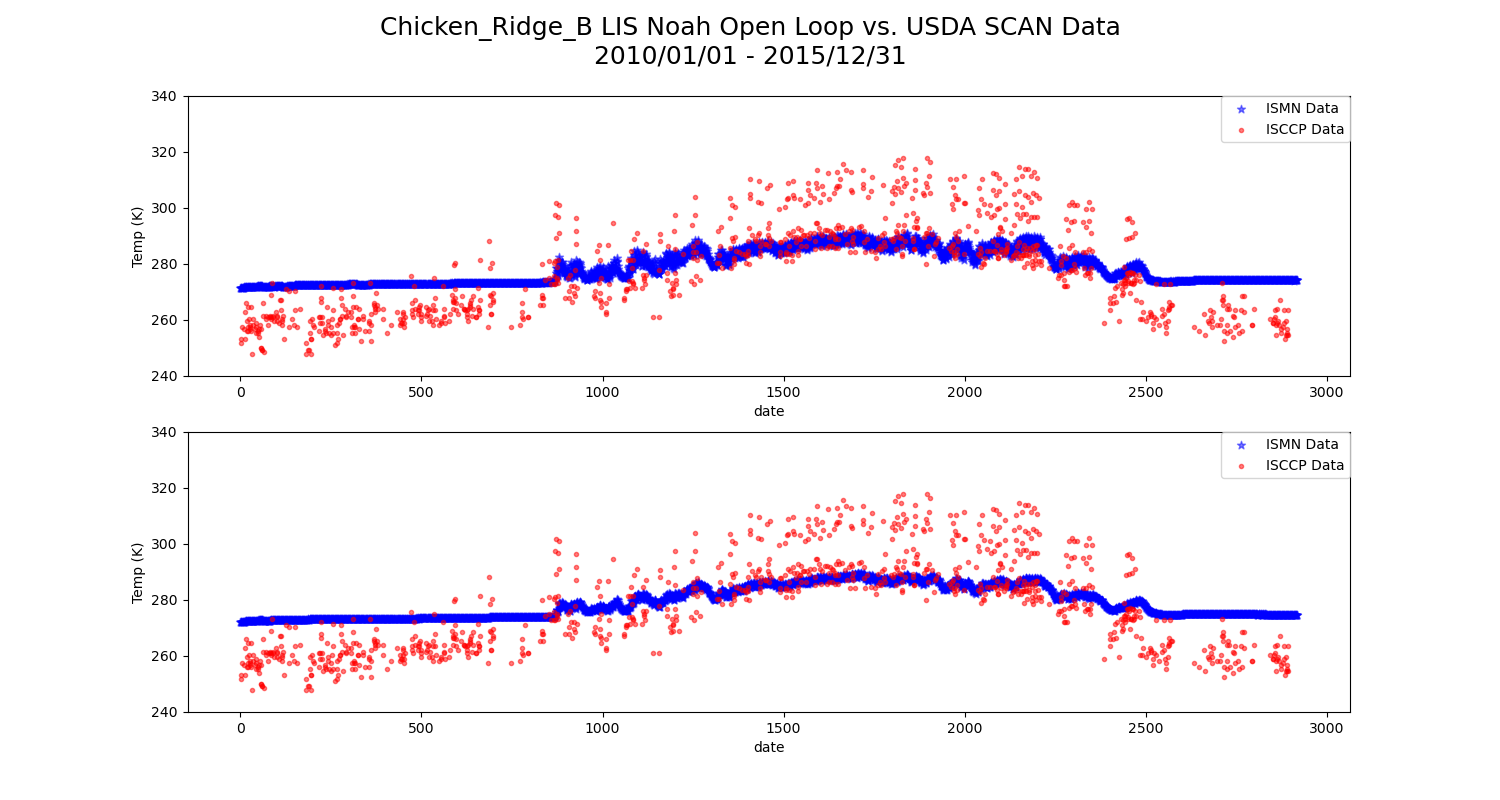 Chicken_Ridge_B LIS Noah Open Loop vs. USDA SCAN Data
2010/01/01 - 2015/12/31
340
320
300
280
260
240
Temp (K)
ISMN Data
ISCCP Data
0 500 1000 1500 2000 2500 3000
date
340
320
300
280
260
240
Temp (K)
ISMN Data
ISCCP Data
0 500 1000 1500 2000 2500 3000
date